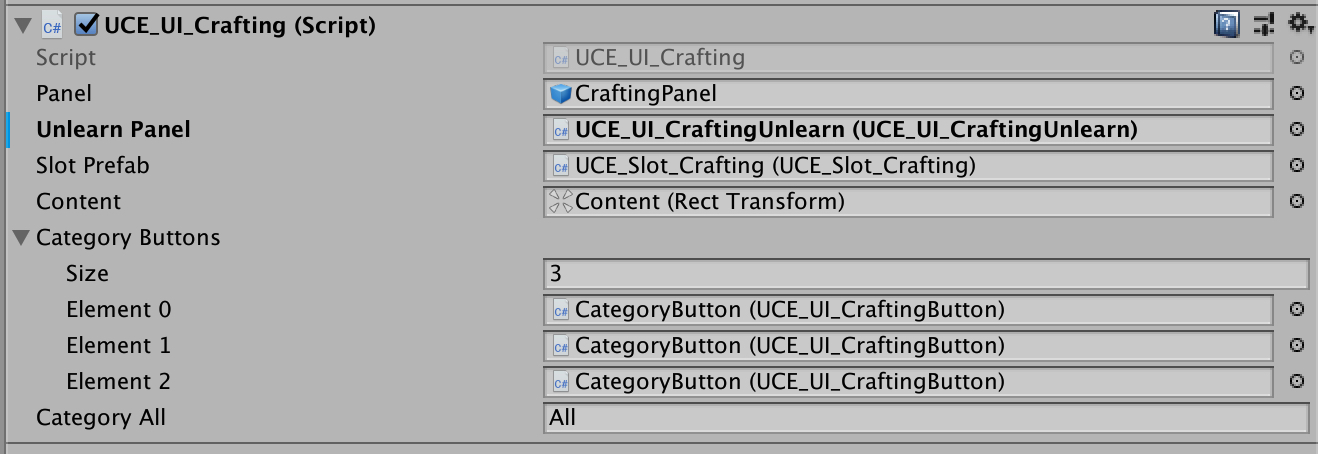 UCE_UI_Crafting (Script)
Script UCE_UI_Crafting
Panel CraftingPanel
Unlearn Panel UCE_UI_CraftingUnlearn (UCE_UI_CraftingUnlearn)
Slot Prefab UCE_Slot_Crafting (UCE_Slot_Crafting)
Content Content (Rect Transform)
Category Buttons
Size 3
Element 0 CategoryButton (UCE_UI_CraftingButton)
Element 1 CategoryButton (UCE_UI_CraftingButton)
Element 2 CategoryButton (UCE_UI_CraftingButton)
Category All All